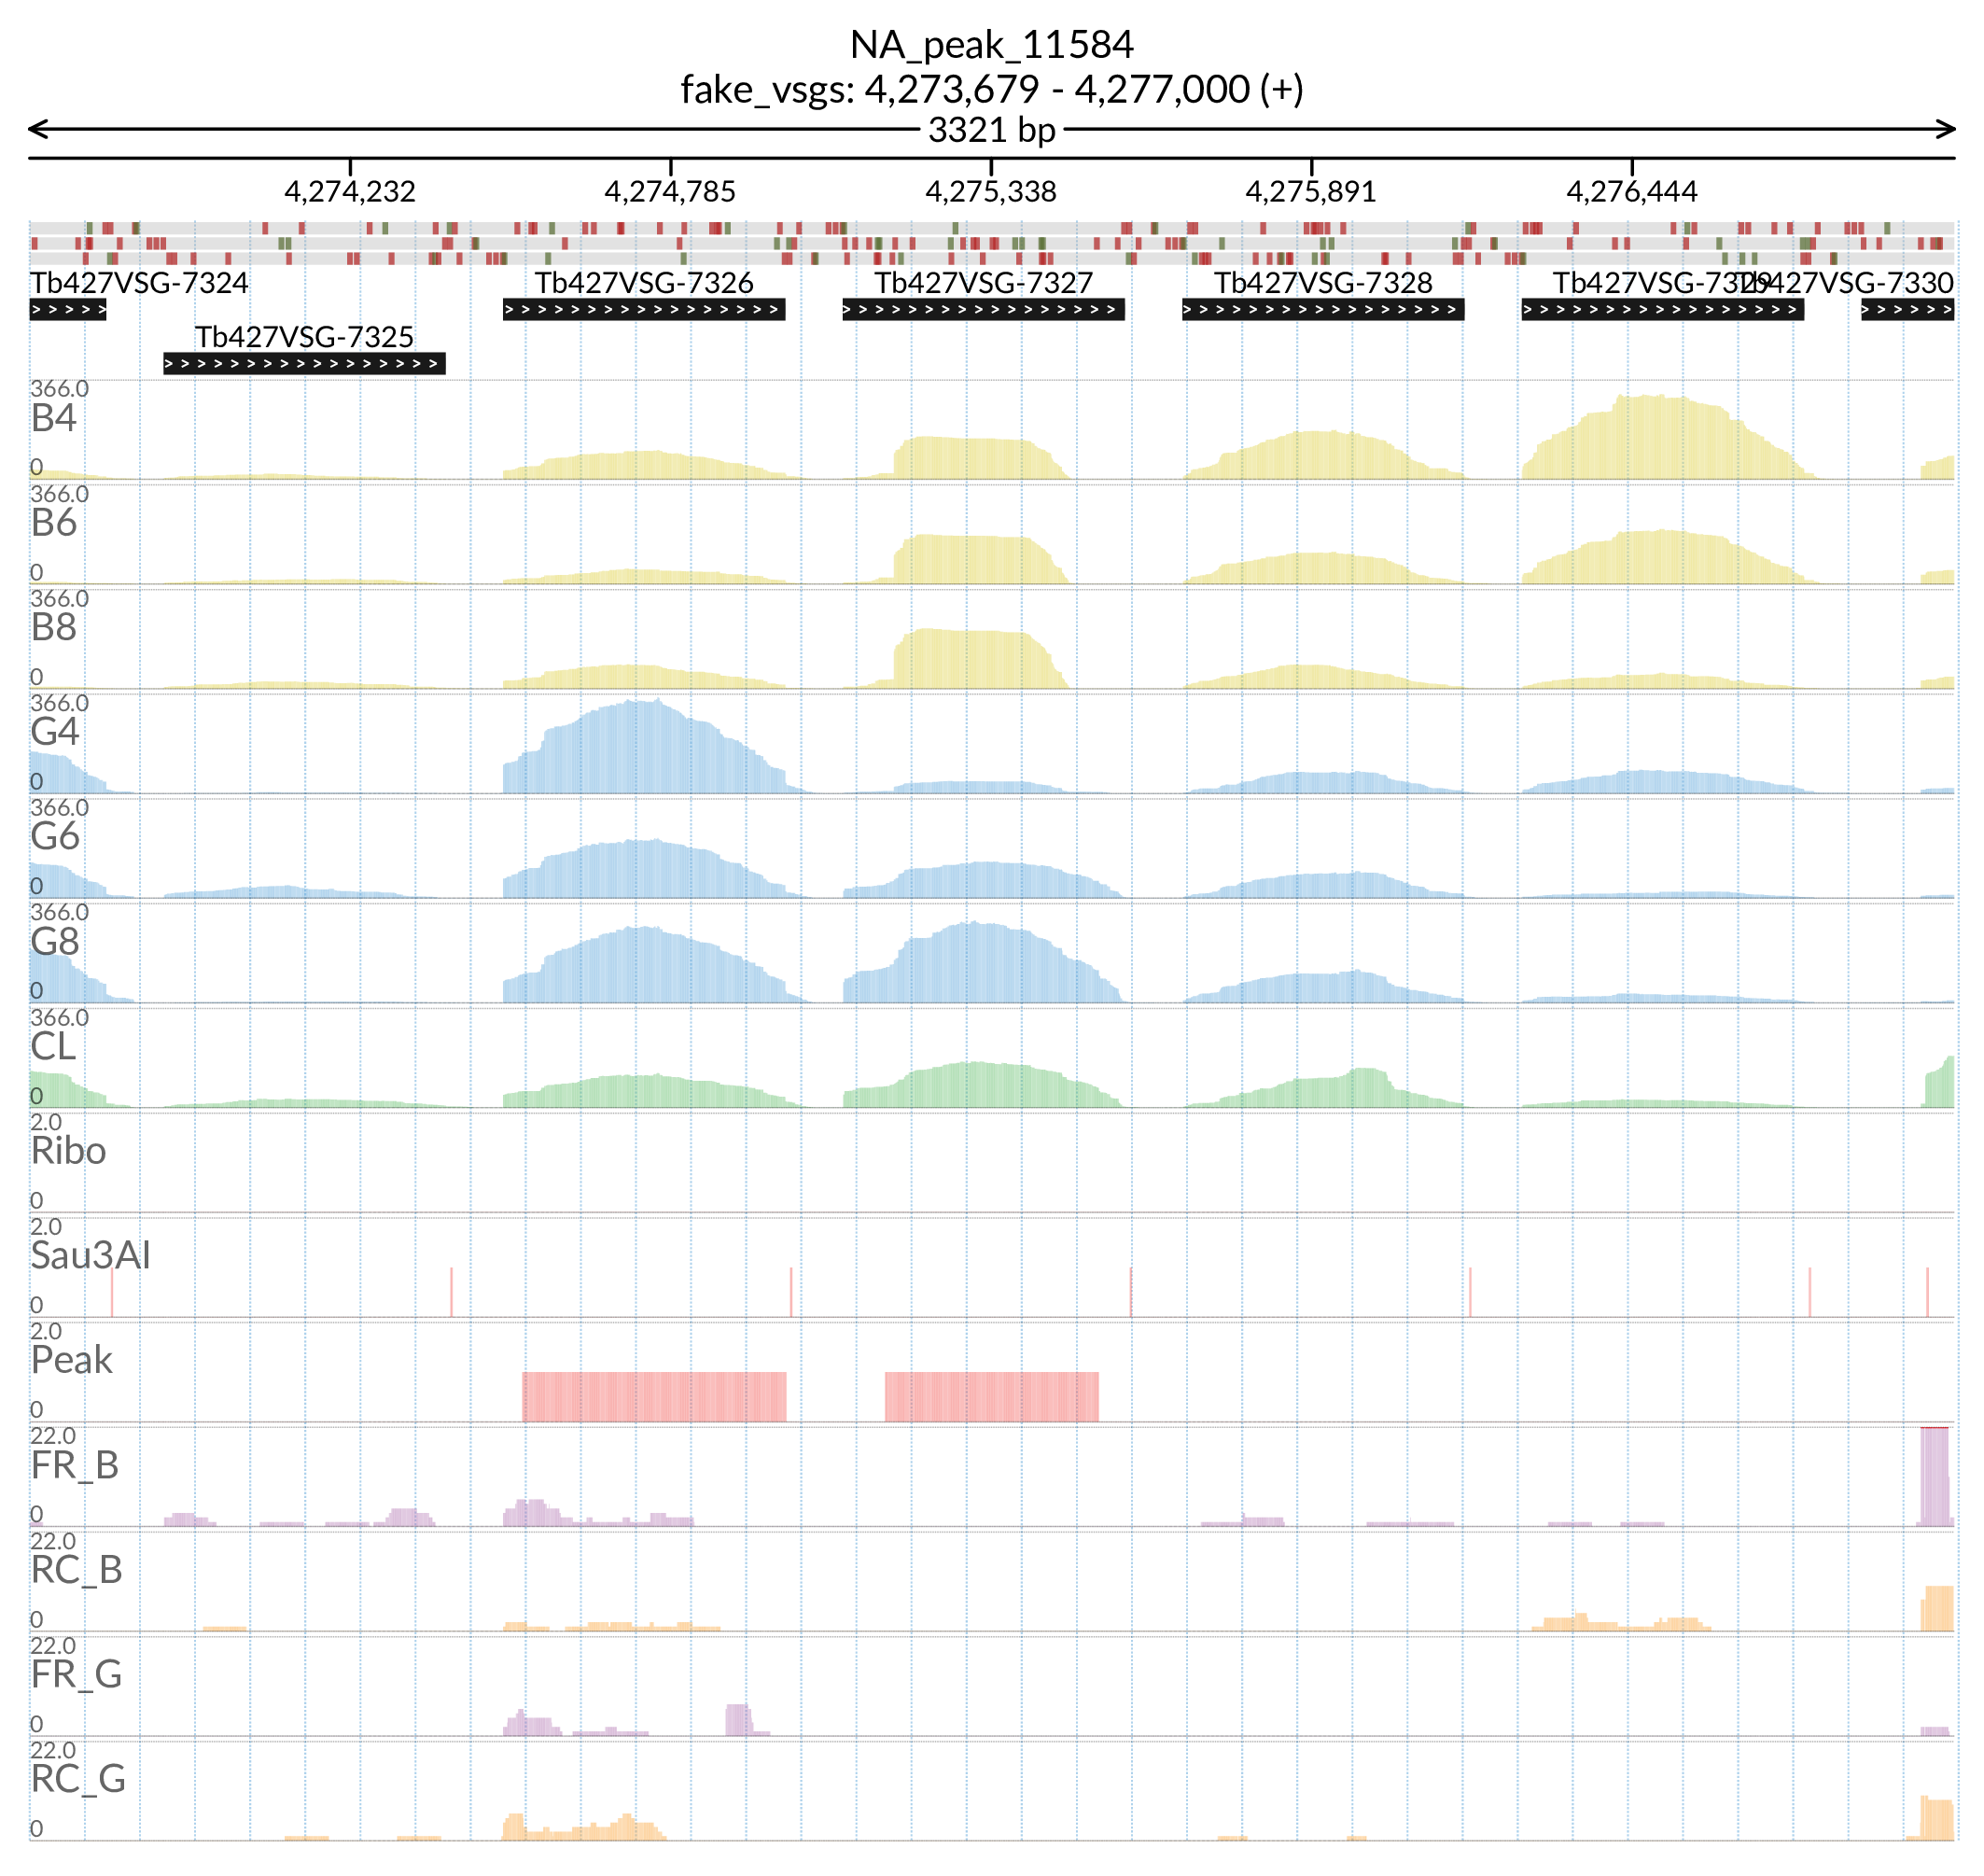 NA_peak_11584
fake_vsgs: 4,273,679 - 4,277,000 (+)
3321 bp
4,274,232 4,274,785 4,275,338 4,275,891 4,276,444
Tb427VSG-7324 Tb427VSG-7326 Tb427VSG-7327 Tb427VSG-7328 Tb427VSG-7329 Tb427VSG-7330
Tb427VSG-7325
366.0
B4
0
366.0
B6
0
366.0
B8
0
366.0
G4
0
366.0
G6
0
366.0
G8
0
366.0
CL
0
2.0
Ribo
0
2.0
Sau3AI
0
2.0
Peak
0
22.0
FR_B
0
22.0
RC_B
0
22.0
FR_G
0
22.0
RC_G
0